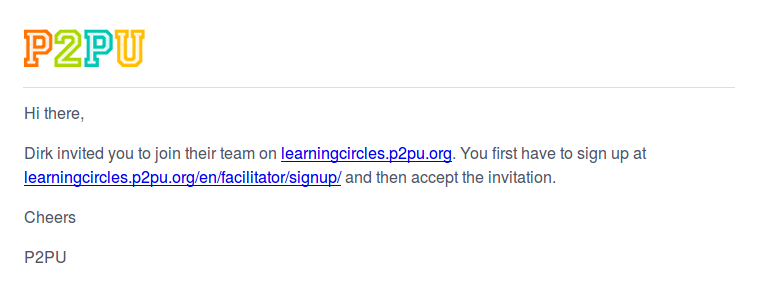 P2PU
Hi there,
Dirk invited you to join their team on learningcircles.p2pu.org. You first have to sign up at
learningcircles.p2pu.org/en/facilitator/signup/ and then accept the invitation.
Cheers
P2PU